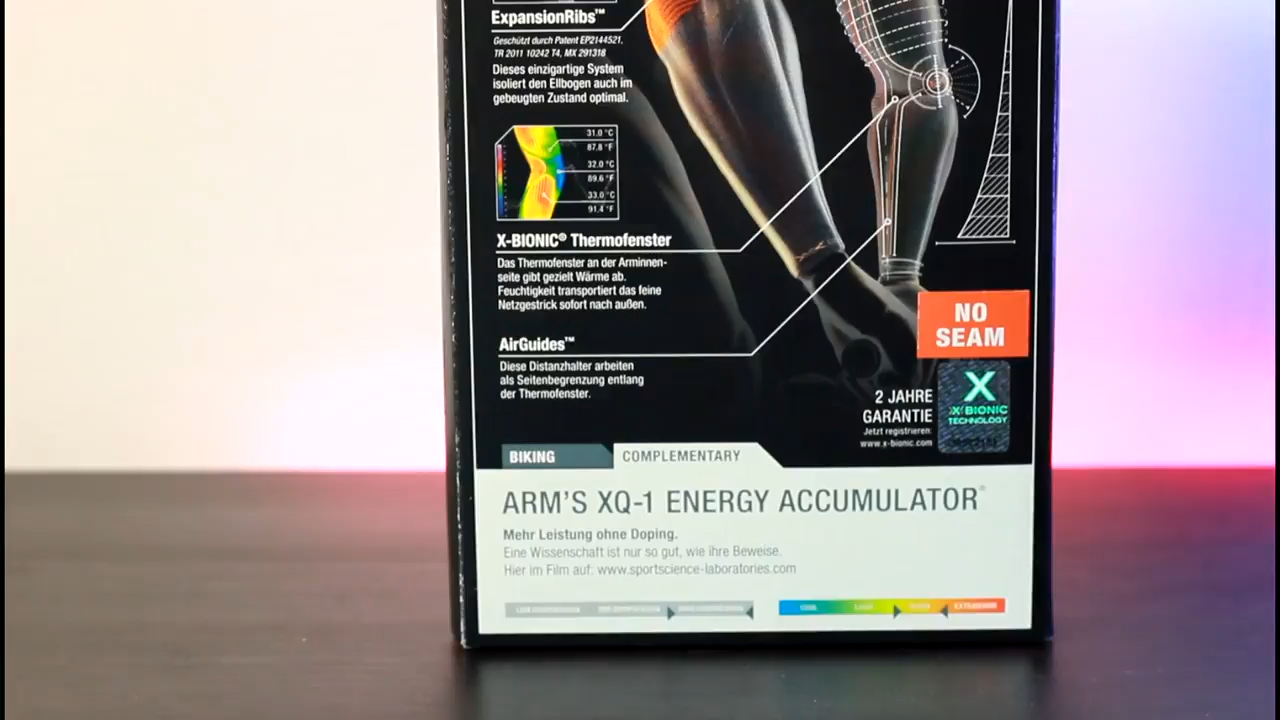 ExpansionRibs™
Geschützt durch Patent EP2144521,
TR 2011 10242 T4, MX 291318
Dieses einzigartige System
isoliert den Ellbogen auch im
gebeugten Zustand optimal.
31.0 °C
87.8 °F
32.0 °C
89.6 °F
33.0 °C
91.4 °F
X-BIONIC® Thermofenster
Das Thermofenster an der Arminnen-
seite gibt gezielt Wärme ab.
Feuchtigkeit transportiert das feine
Netzgestrick sofort nach außen.
AirGuides™
Diese Distanzhalter arbeiten
als Seitenbegrenzung entlang
der Thermofenster.
NO
SEAM
2 JAHRE
GARANTIE
Jetzt registrieren:
www.x-bionic.com
X
X-BIONIC
TECHNOLOGY
BIKING
COMPLEMENTARY
ARM'S XQ-1 ENERGY ACCUMULATOR®
Mehr Leistung ohne Doping.
Eine Wissenschaft ist nur so gut, wie ihre Beweise.
Hier im Film auf: www.sportscience-laboratories.com